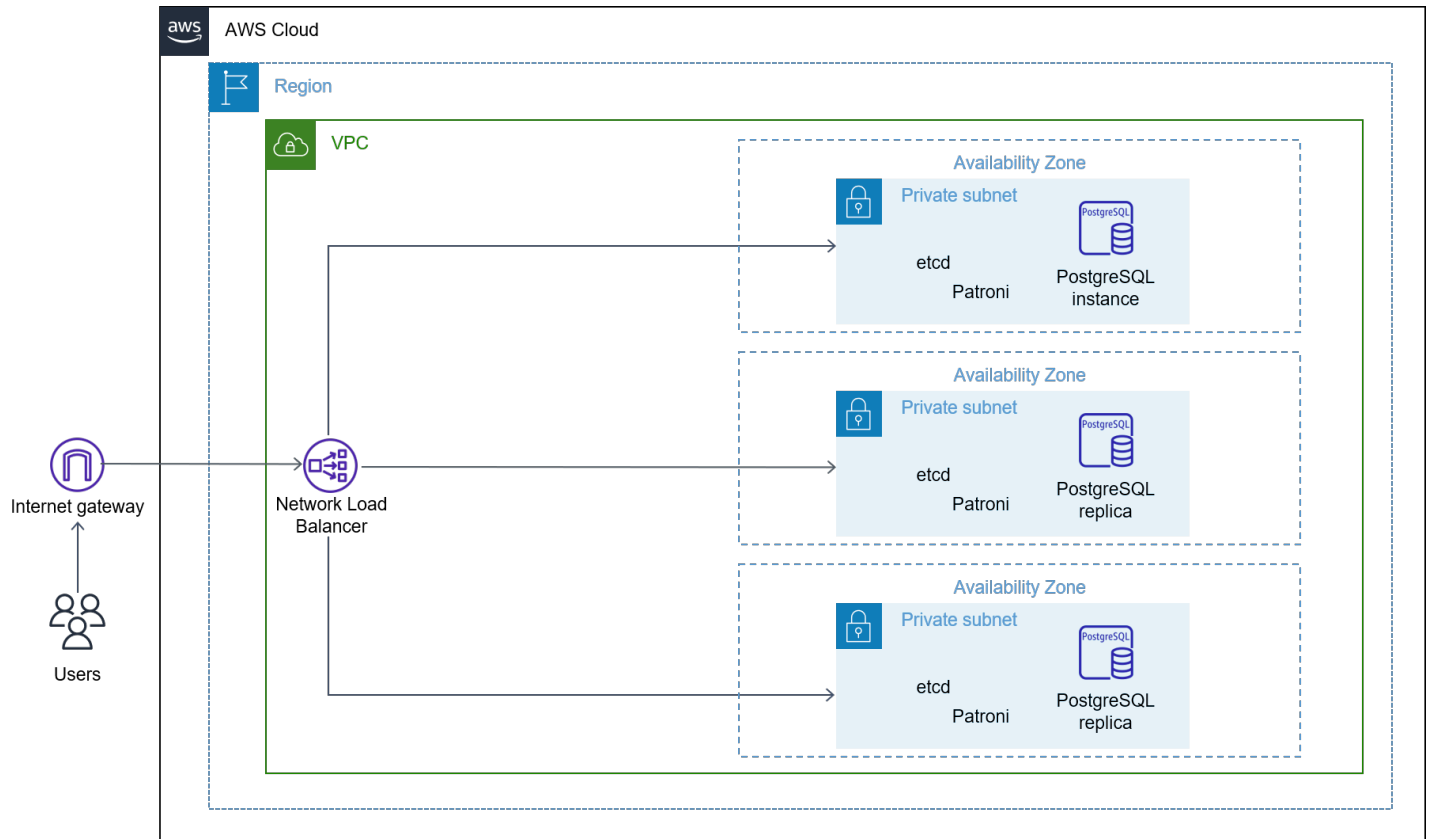 aws
AWS Cloud
Region
VPC
Availability Zone
Private subnet
PostgreSQL
etcd
Patroni
PostgreSQL
instance
Availability Zone
Private subnet
PostgreSQL
etcd
Patroni
PostgreSQL
replica
Internet gateway
Network Load
Balancer
Availability Zone
Private subnet
PostgreSQL
etcd
Patroni
PostgreSQL
replica
Users